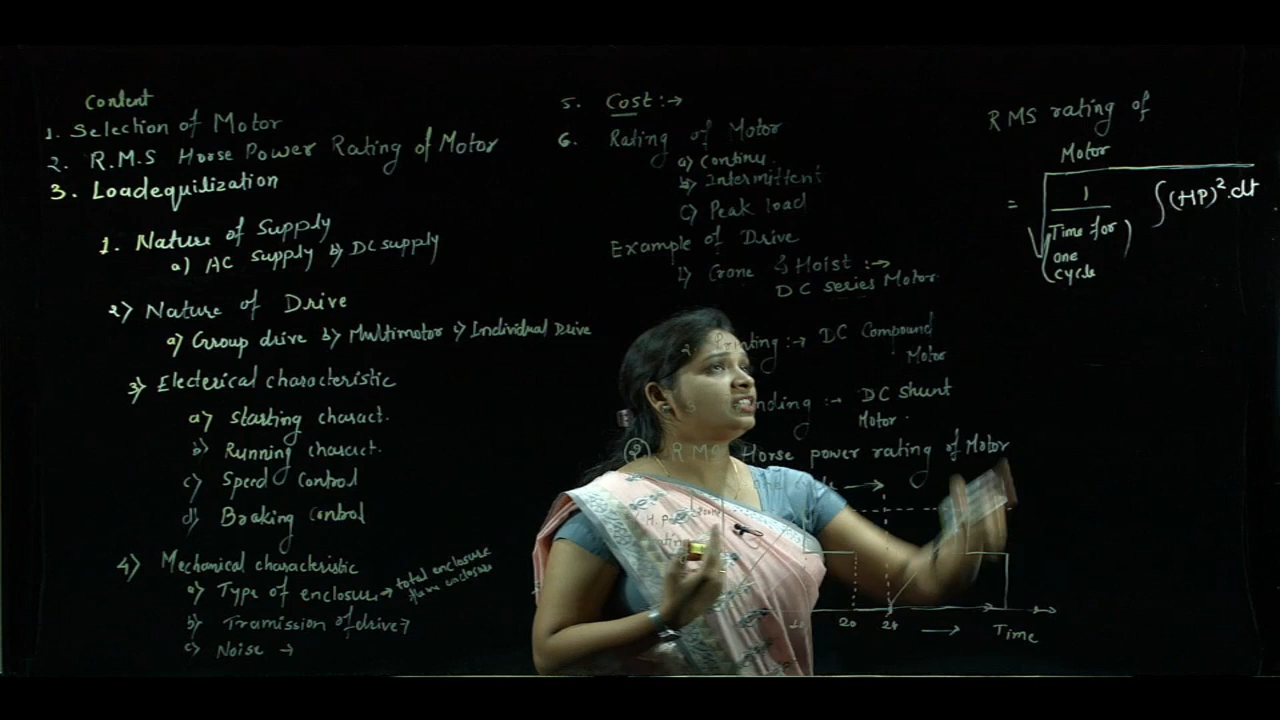 Content
1. Selection of Motor
2. R.M.S Horse Power Rating of Motor
3. Loadequilization
1. Nature of Supply
a) AC supply b) DC supply
2) Nature of Drive
a) Group drive b) Multimotor c) Individual Drive
3) Electerical characteristic
a) Starting charact.
b) Running charact.
c) Speed Control
d) Braking Control
4) Mechanical characteristic
a) Type of enclosure → total enclosure
b) Tramission of drive →
c) Noise →
5. Cost :→
6. Rating of Motor
a) Continu.
b) Intermittent
c) Peak load
Example of Drive
1) Crane & Hoist :→
DC series Motor
:→ DC Compound
Motor
:→ DC Shunt
Motor.
② RMS Horse power rating of Motor
H.P
20 24
→ Time
RMS rating of
Motor
= √(1 / (Time for one cycle) ∫(HP)².dt